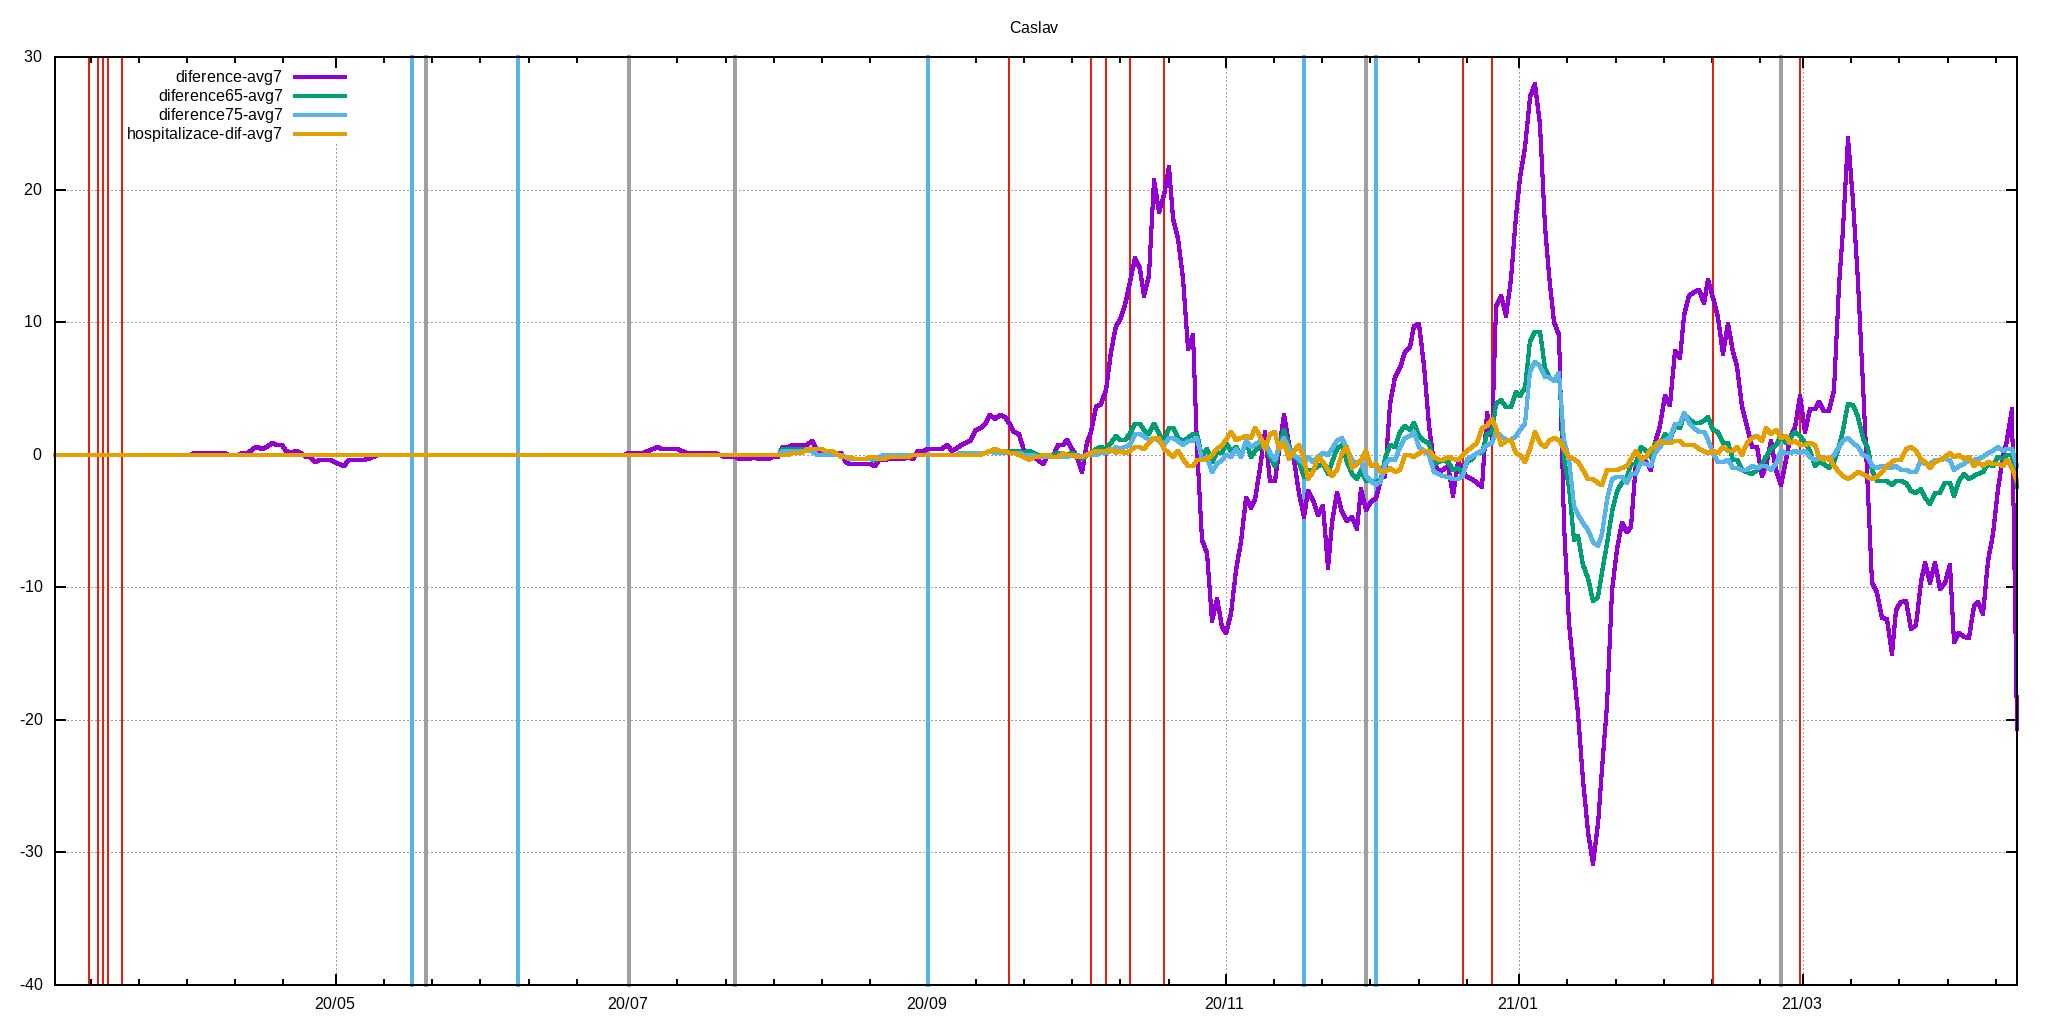 Caslav
diference-avg7
diference65-avg7
diference75-avg7
hospitalizace-dif-avg7
30
20
10
0
-10
-20
-30
-40
20/05 20/07 20/09 20/11 21/01 21/03